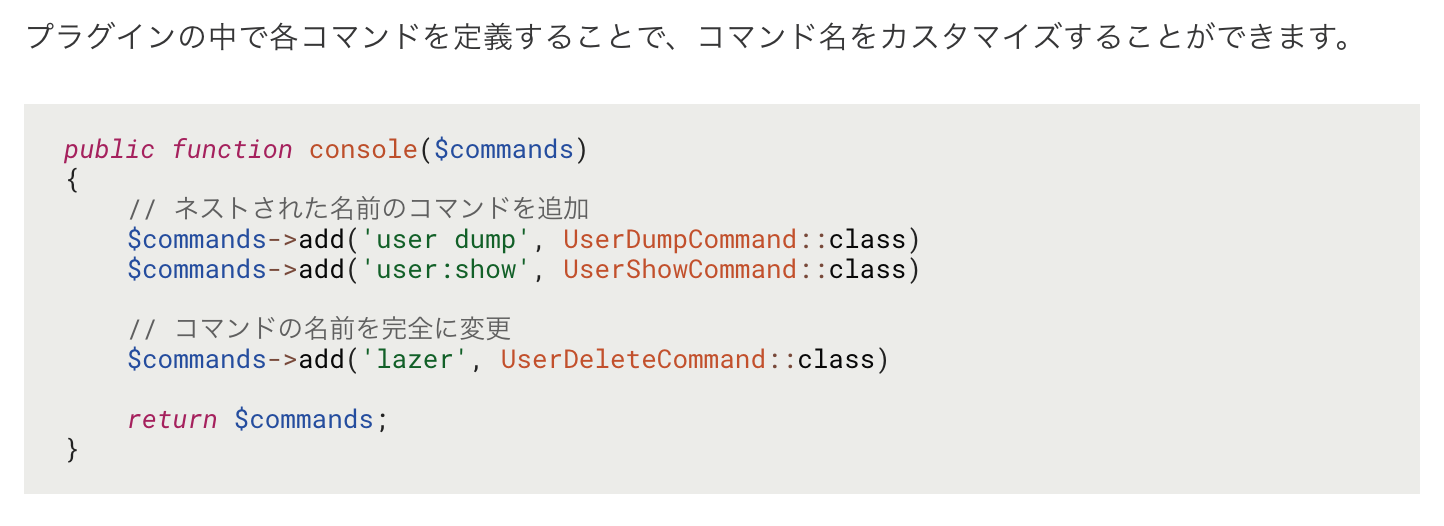 プラグインの中で各コマンドを定義することで、コマンド名をカスタマイズすることができます。
public function console($commands)
{
    // ネストされた名前のコマンドを追加
    $commands->add('user dump', UserDumpCommand::class)
    $commands->add('user:show', UserShowCommand::class)

    // コマンドの名前を完全に変更
    $commands->add('lazer', UserDeleteCommand::class)

    return $commands;
}